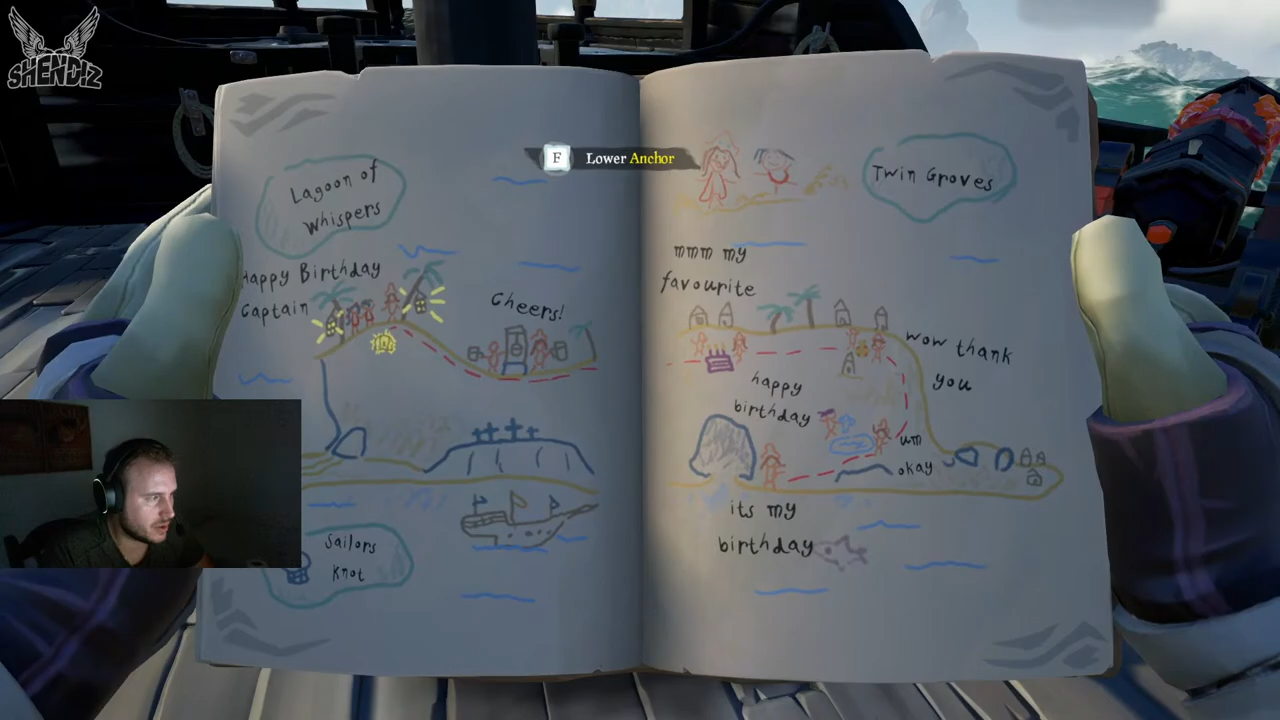 SHENDIZ
F Lower Anchor
Lagoon of
Whispers
Happy Birthday
Captain
Cheers!
Sailors
Knot
Twin Groves
mmm my
favourite
wow thank
you
happy
birthday
um
okay
its my
birthday